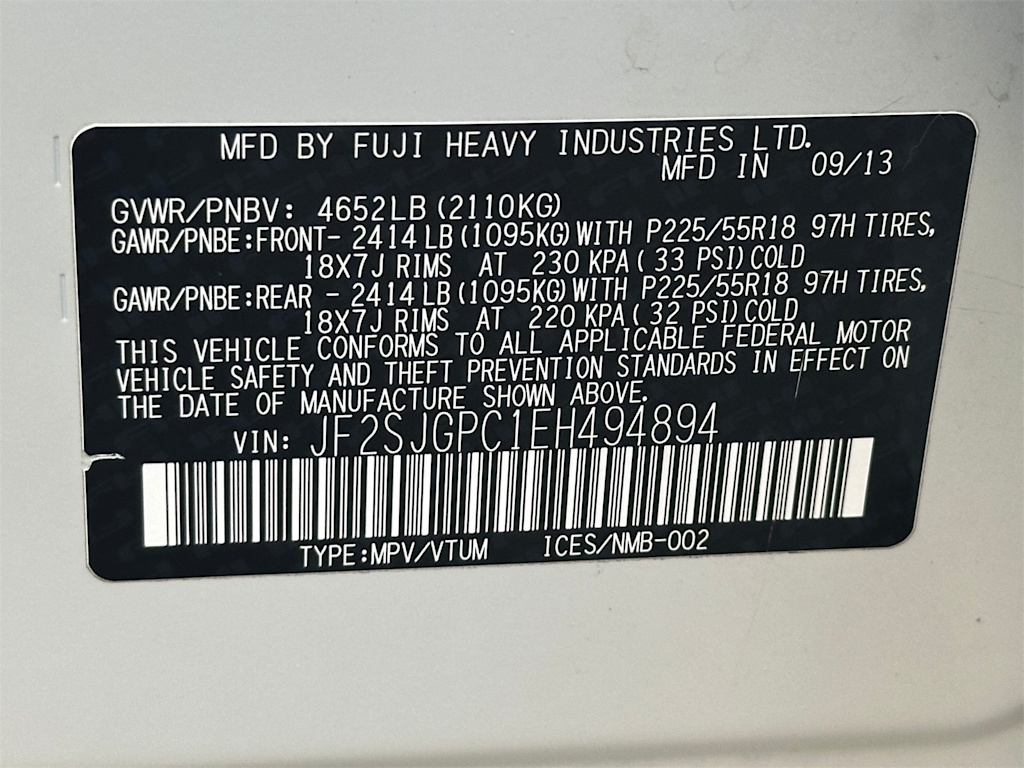 MFD BY FUJI HEAVY INDUSTRIES LTD.
MFD IN 09/13
GVWR/PNBV: 4652LB (2110KG)
GAWR/PNBE:FRONT- 2414LB (1095KG) WITH P225/55R18 97H TIRES,
18X7J RIMS AT 230 KPA ( 33 PSI) COLD
GAWR/PNBE:REAR - 2414LB (1095KG) WITH P225/55R18 97H TIRES,
18X7J RIMS AT 220 KPA ( 32 PSI) COLD
THIS VEHICLE CONFORMS TO ALL APPLICABLE FEDERAL MOTOR
VEHICLE SAFETY AND THEFT PREVENTION STANDARDS IN EFFECT ON
THE DATE OF MANUFACTURE SHOWN ABOVE.
VIN: JF2SJGPC1EH494894
TYPE:MPV/VTUM ICES/NMB-002